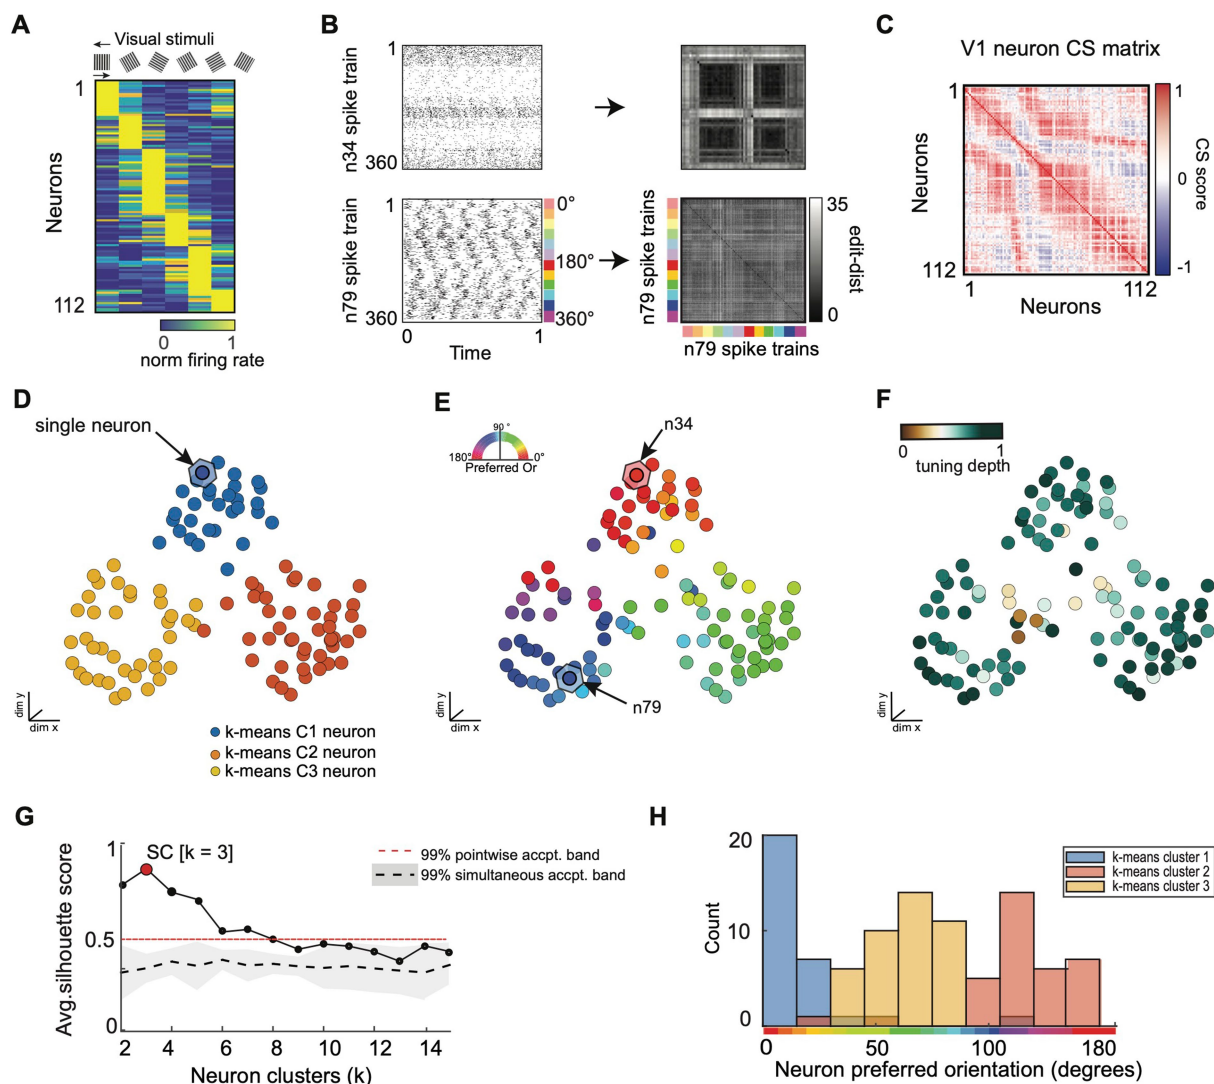 A
Visual stimuli
1
Neurons
112
0 1
norm firing rate
B
1
n34 spike train
360
1
n79 spike train
360
0°
180°
360°
0 1
Time
n79 spike trains
n79 spike trains
35
edit-dist
0
C
V1 neuron CS matrix
1
Neurons
112
1 112
Neurons
1
0
-1
CS score
D
single neuron
dim y
dim x
k-means C1 neuron
k-means C2 neuron
k-means C3 neuron
E
90 °
180° 0°
Preferred Or
n34
n79
dim y
dim x
F
0 1
tuning depth
dim y
dim x
G
1
0.5
0
Avg.silhouette score
SC [k = 3]
99% pointwise accpt. band
99% simultaneous accpt. band
2 4 6 8 10 12 14
Neuron clusters (k)
H
20
10
0
Count
k-means cluster 1
k-means cluster 2
k-means cluster 3
0 50 100 180
Neuron preferred orientation (degrees)